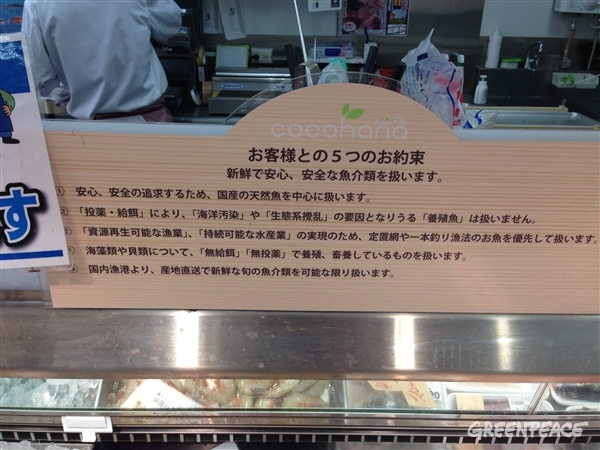 cocohana
お客様との５つのお約束
新鮮で安心、安全な魚介類を扱います。
① 安心、安全の追求するため、国産の天然魚を中心に扱います。
② 「投薬・給餌」により、「海洋汚染」や「生態系撹乱」の要因となりうる「養殖魚」は扱いません。
③ 「資源再生可能な漁業」、「持続可能な水産業」の実現のため、定置網や一本釣り漁法のお魚を優先して扱います。
④ 海藻類や貝類について、「無給餌」「無投薬」で養殖、畜養しているものを扱います。
⑤ 国内漁港より、産地直送で新鮮な旬の魚介類を可能な限り扱います。
す
GREENPEACE